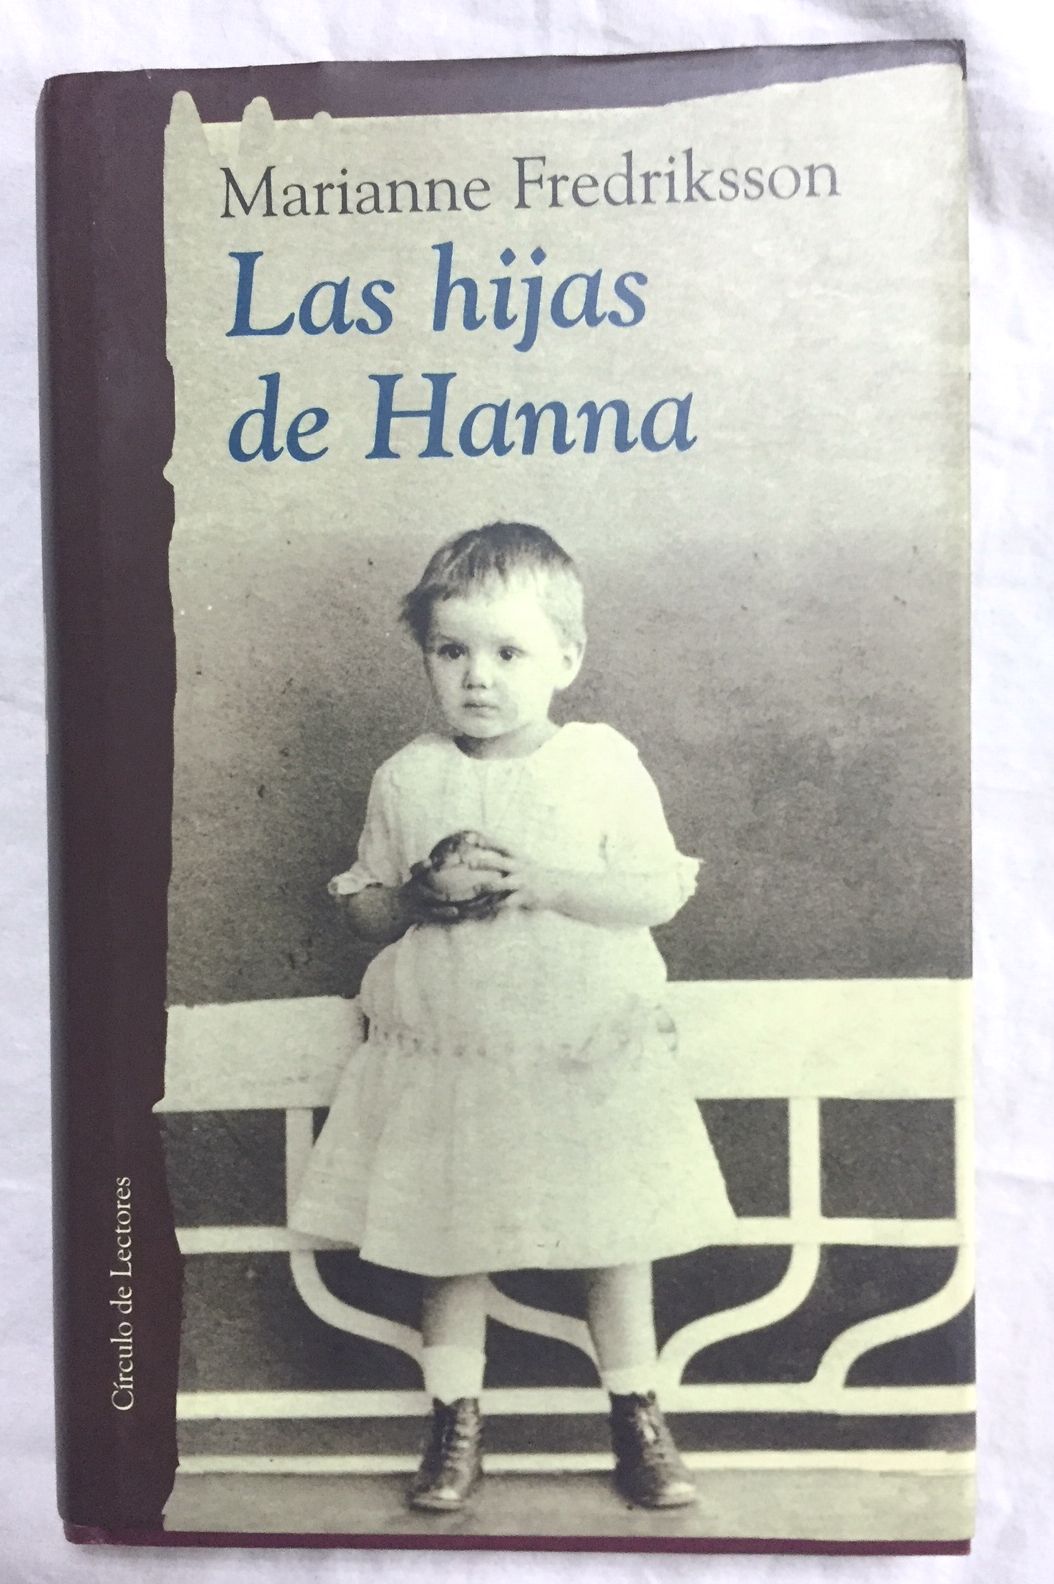 Marianne Fredriksson
Las hijas
de Hanna
Círculo de Lectores